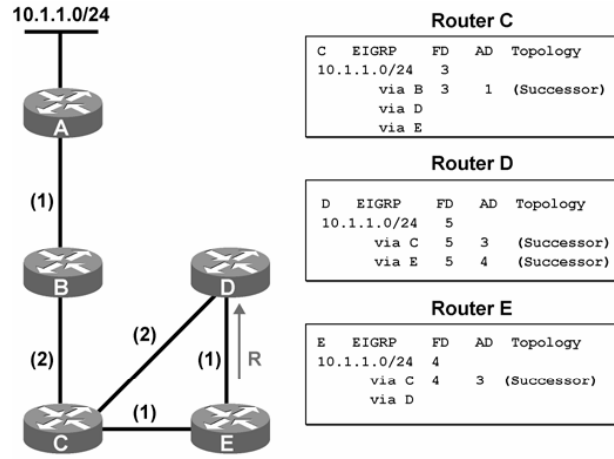 10.1.1.0/24
A
(1)
B
D
(2)
(2)
(1)
R
C
(1)
E
Router C
C EIGRP FD AD Topology
10.1.1.0/24 3
via B 3 1 (Successor)
via D
via E
Router D
D EIGRP FD AD Topology
10.1.1.0/24 5
via C 5 3 (Successor)
via E 5 4 (Successor)
Router E
E EIGRP FD AD Topology
10.1.1.0/24 4
via C 4 3 (Successor)
via D